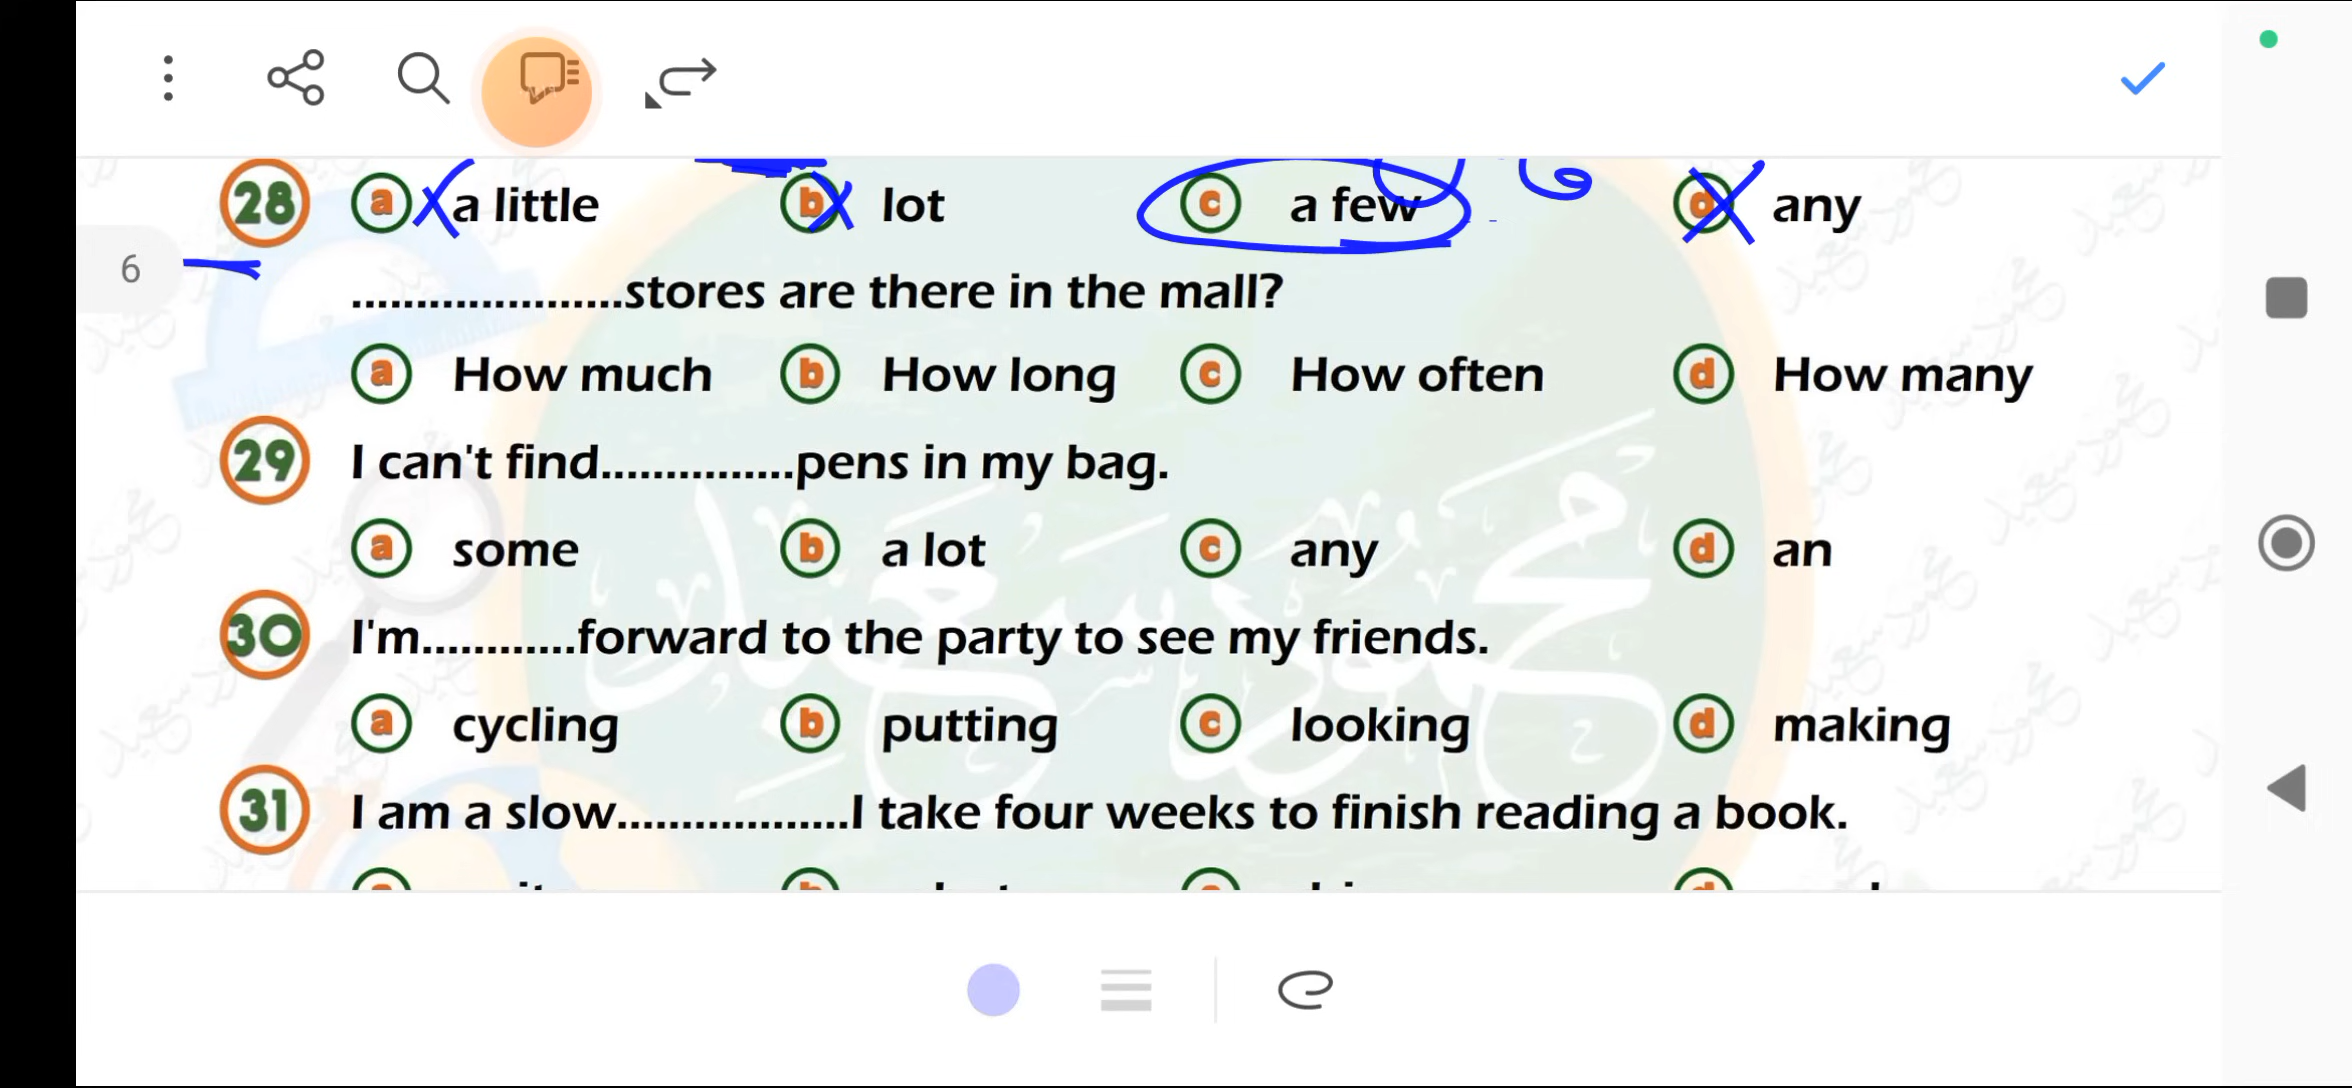 28 a a little b lot c a few d any
6
.....................stores are there in the mall?
a How much b How long c How often d How many
29 I can't find...............pens in my bag.
a some b a lot c any d an
30 I'm............forward to the party to see my friends.
a cycling b putting c looking d making
31 I am a slow..................I take four weeks to finish reading a book.
محمود سعيد